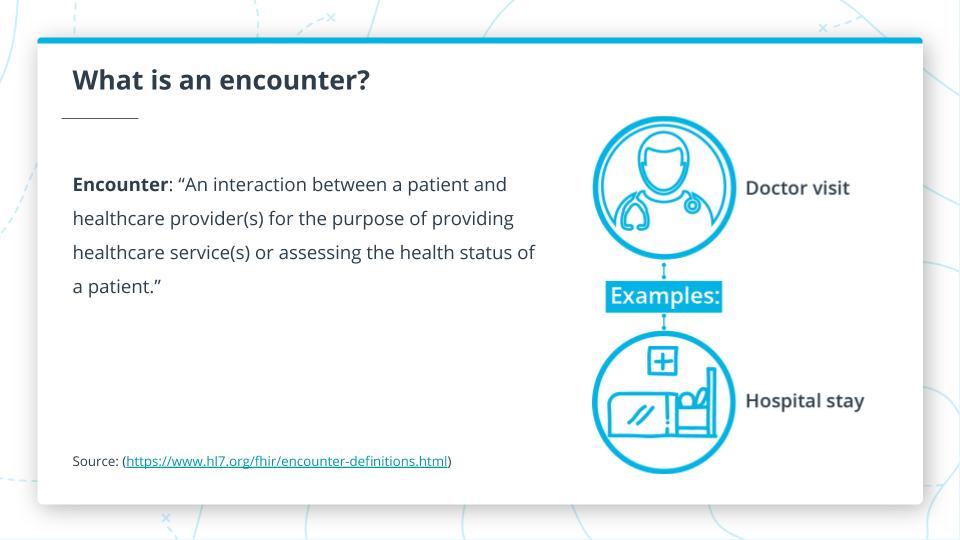 What is an encounter?
Encounter: “An interaction between a patient and
healthcare provider(s) for the purpose of providing
healthcare service(s) or assessing the health status of
a patient.”
Source: (https://www.hl7.org/fhir/encounter-definitions.html)
Doctor visit
Examples:
Hospital stay